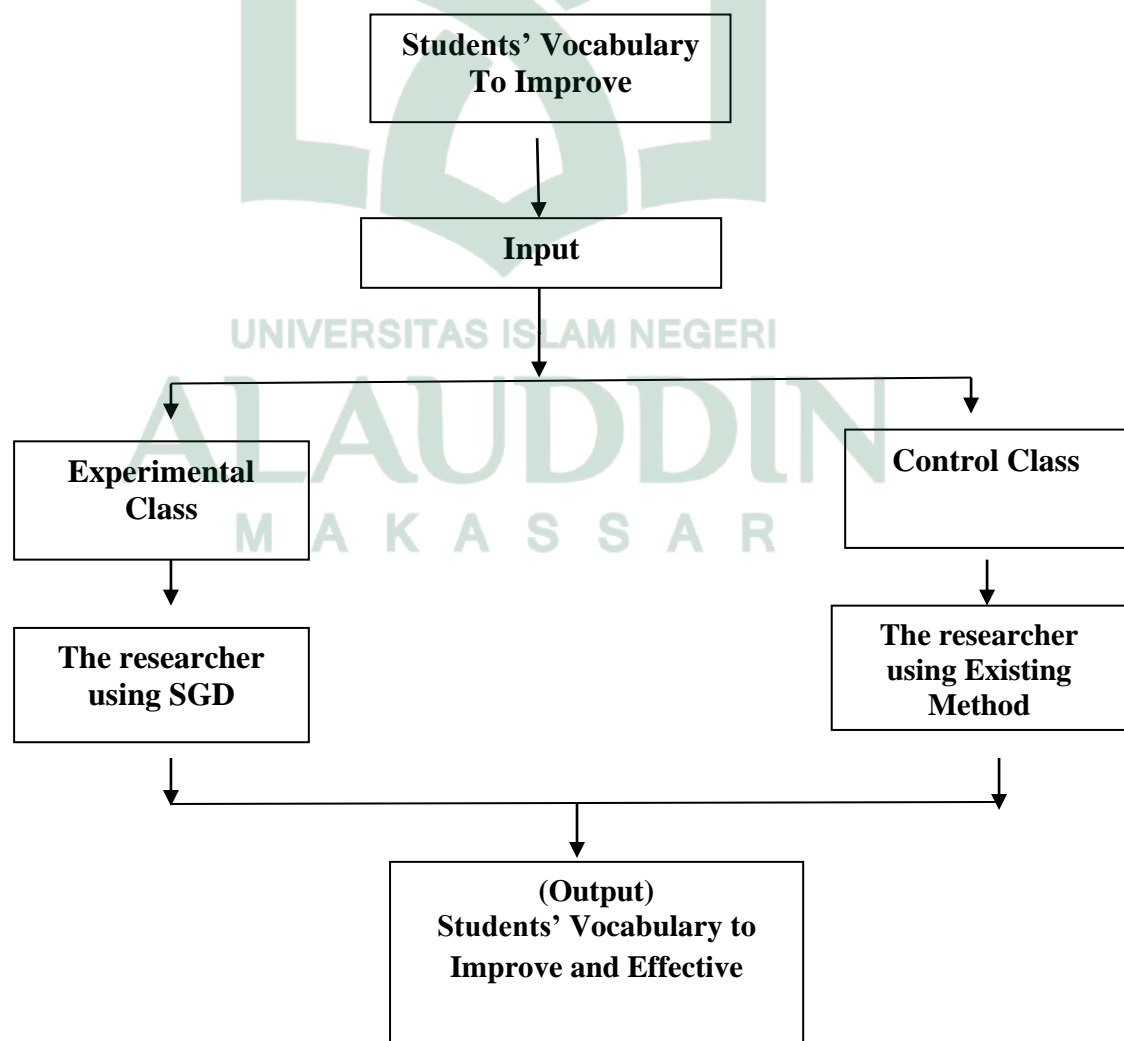 Students’ Vocabulary
To Improve
Input
UNIVERSITAS ISLAM NEGERI
ALAUDDIN
MAKASSAR
Experimental
Class
Control Class
The researcher
using SGD
The researcher
using Existing
Method
(Output)
Students’ Vocabulary to
Improve and Effective